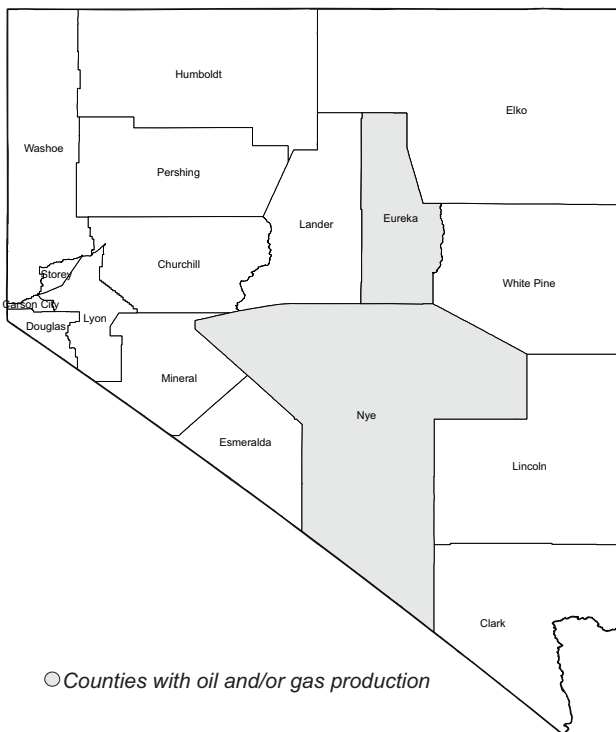 Humboldt
Elko
Washoe
Pershing
Eureka
Lander
Churchill
Storey
White Pine
Carson City
Lyon
Douglas
Mineral
Nye
Esmeralda
Lincoln
Clark
Counties with oil and/or gas production